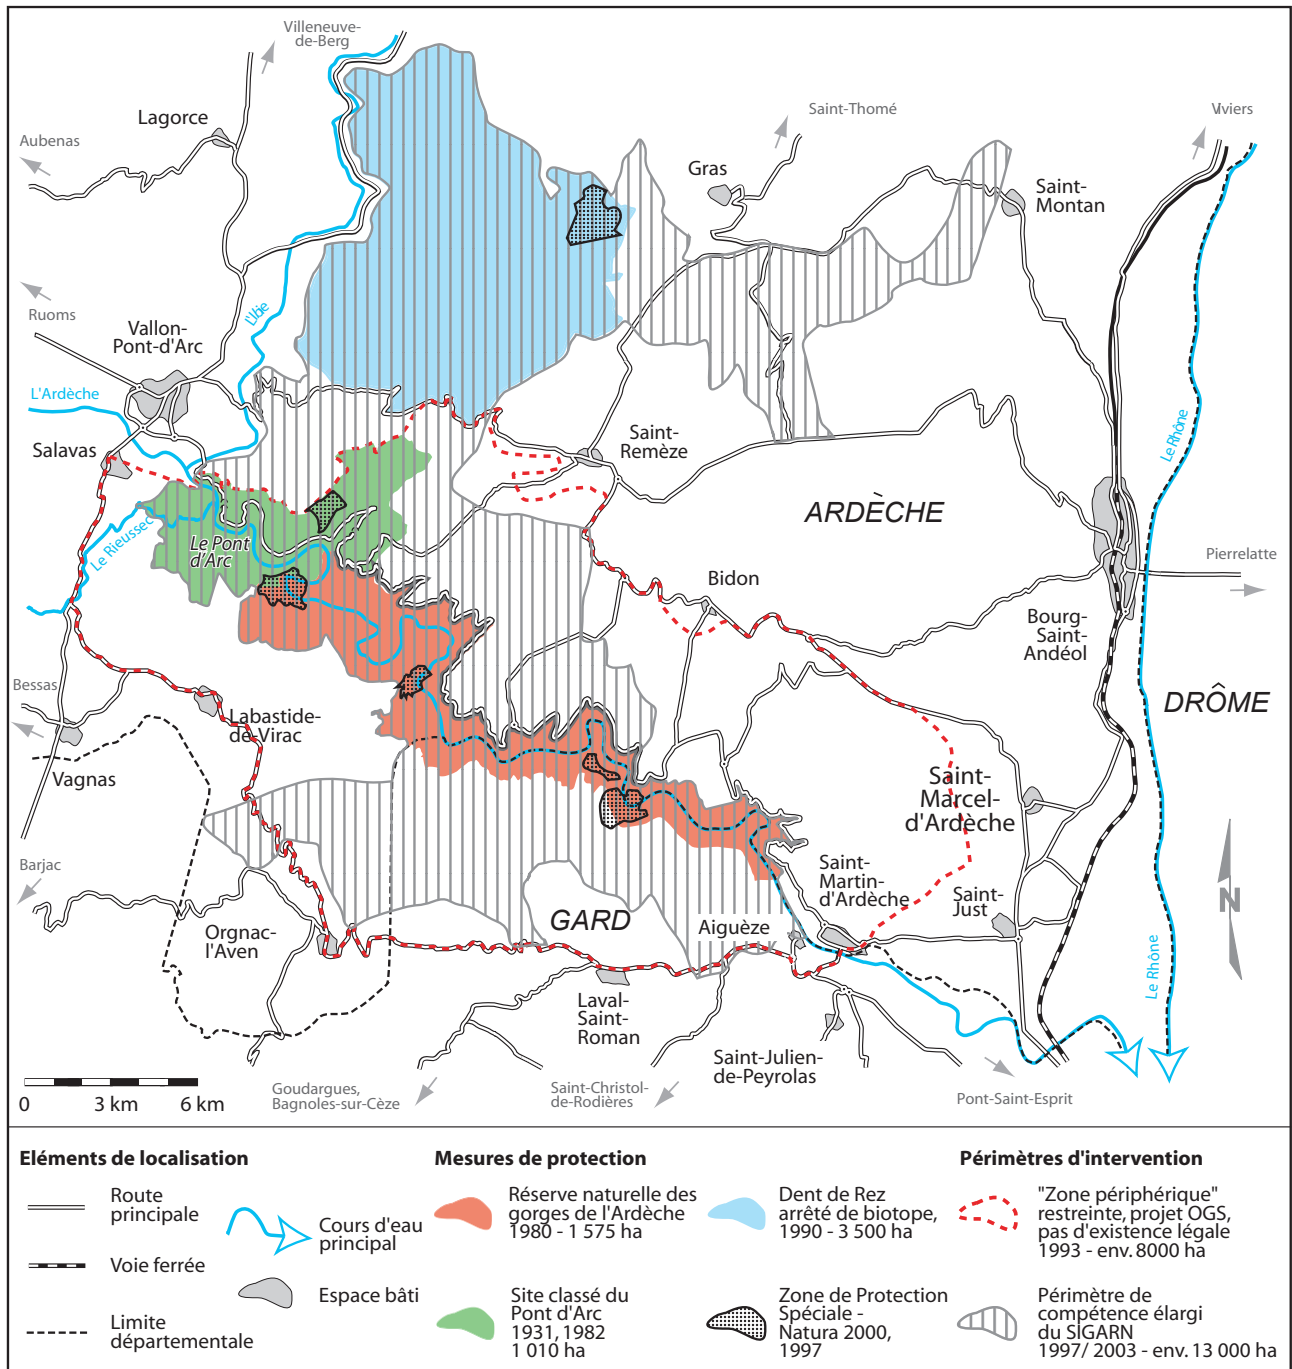 Villeneuve-
de-Berg
Lagorce
Aubenas
Saint-Thomé
Viviers
Gras
Saint-
Montan
Ruoms
L'Ibie
Vallon-
Pont-d'Arc
L'Ardèche
Salavas
Le Rhône
Saint-
Remèze
ARDÈCHE
Le Rieussec
Le Pont
d'Arc
Pierrelatte
Bidon
Bourg-
Saint-
Andéol
Bessas
DRÔME
Labastide-
de-Virac
Vagnas
Saint-
Marcel-
d'Ardèche
Barjac
Saint-
Martin-
d'Ardèche
Saint-
Just
N
Orgnac-
l'Aven
GARD
Aiguèze
Le Rhône
Laval-
Saint-
Roman
Saint-Julien-
de-Peyrolas
0 3 km 6 km
Goudargues,
Bagnoles-sur-Cèze
Saint-Christol-
de-Rodières
Pont-Saint-Esprit
Eléments de localisation
Route
principale
Voie ferrée
Limite
départementale
Cours d'eau
principal
Espace bâti
Mesures de protection
Réserve naturelle des
gorges de l'Ardèche
1980 - 1 575 ha
Site classé du
Pont d'Arc
1931, 1982
1 010 ha
Dent de Rez
arrêté de biotope,
1990 - 3 500 ha
Zone de Protection
Spéciale -
Natura 2000,
1997
Périmètres d'intervention
"Zone périphérique"
restreinte, projet OGS,
pas d'existence légale
1993 - env. 8000 ha
Périmètre de
compétence élargi
du SIGARN
1997/ 2003 - env. 13 000 ha